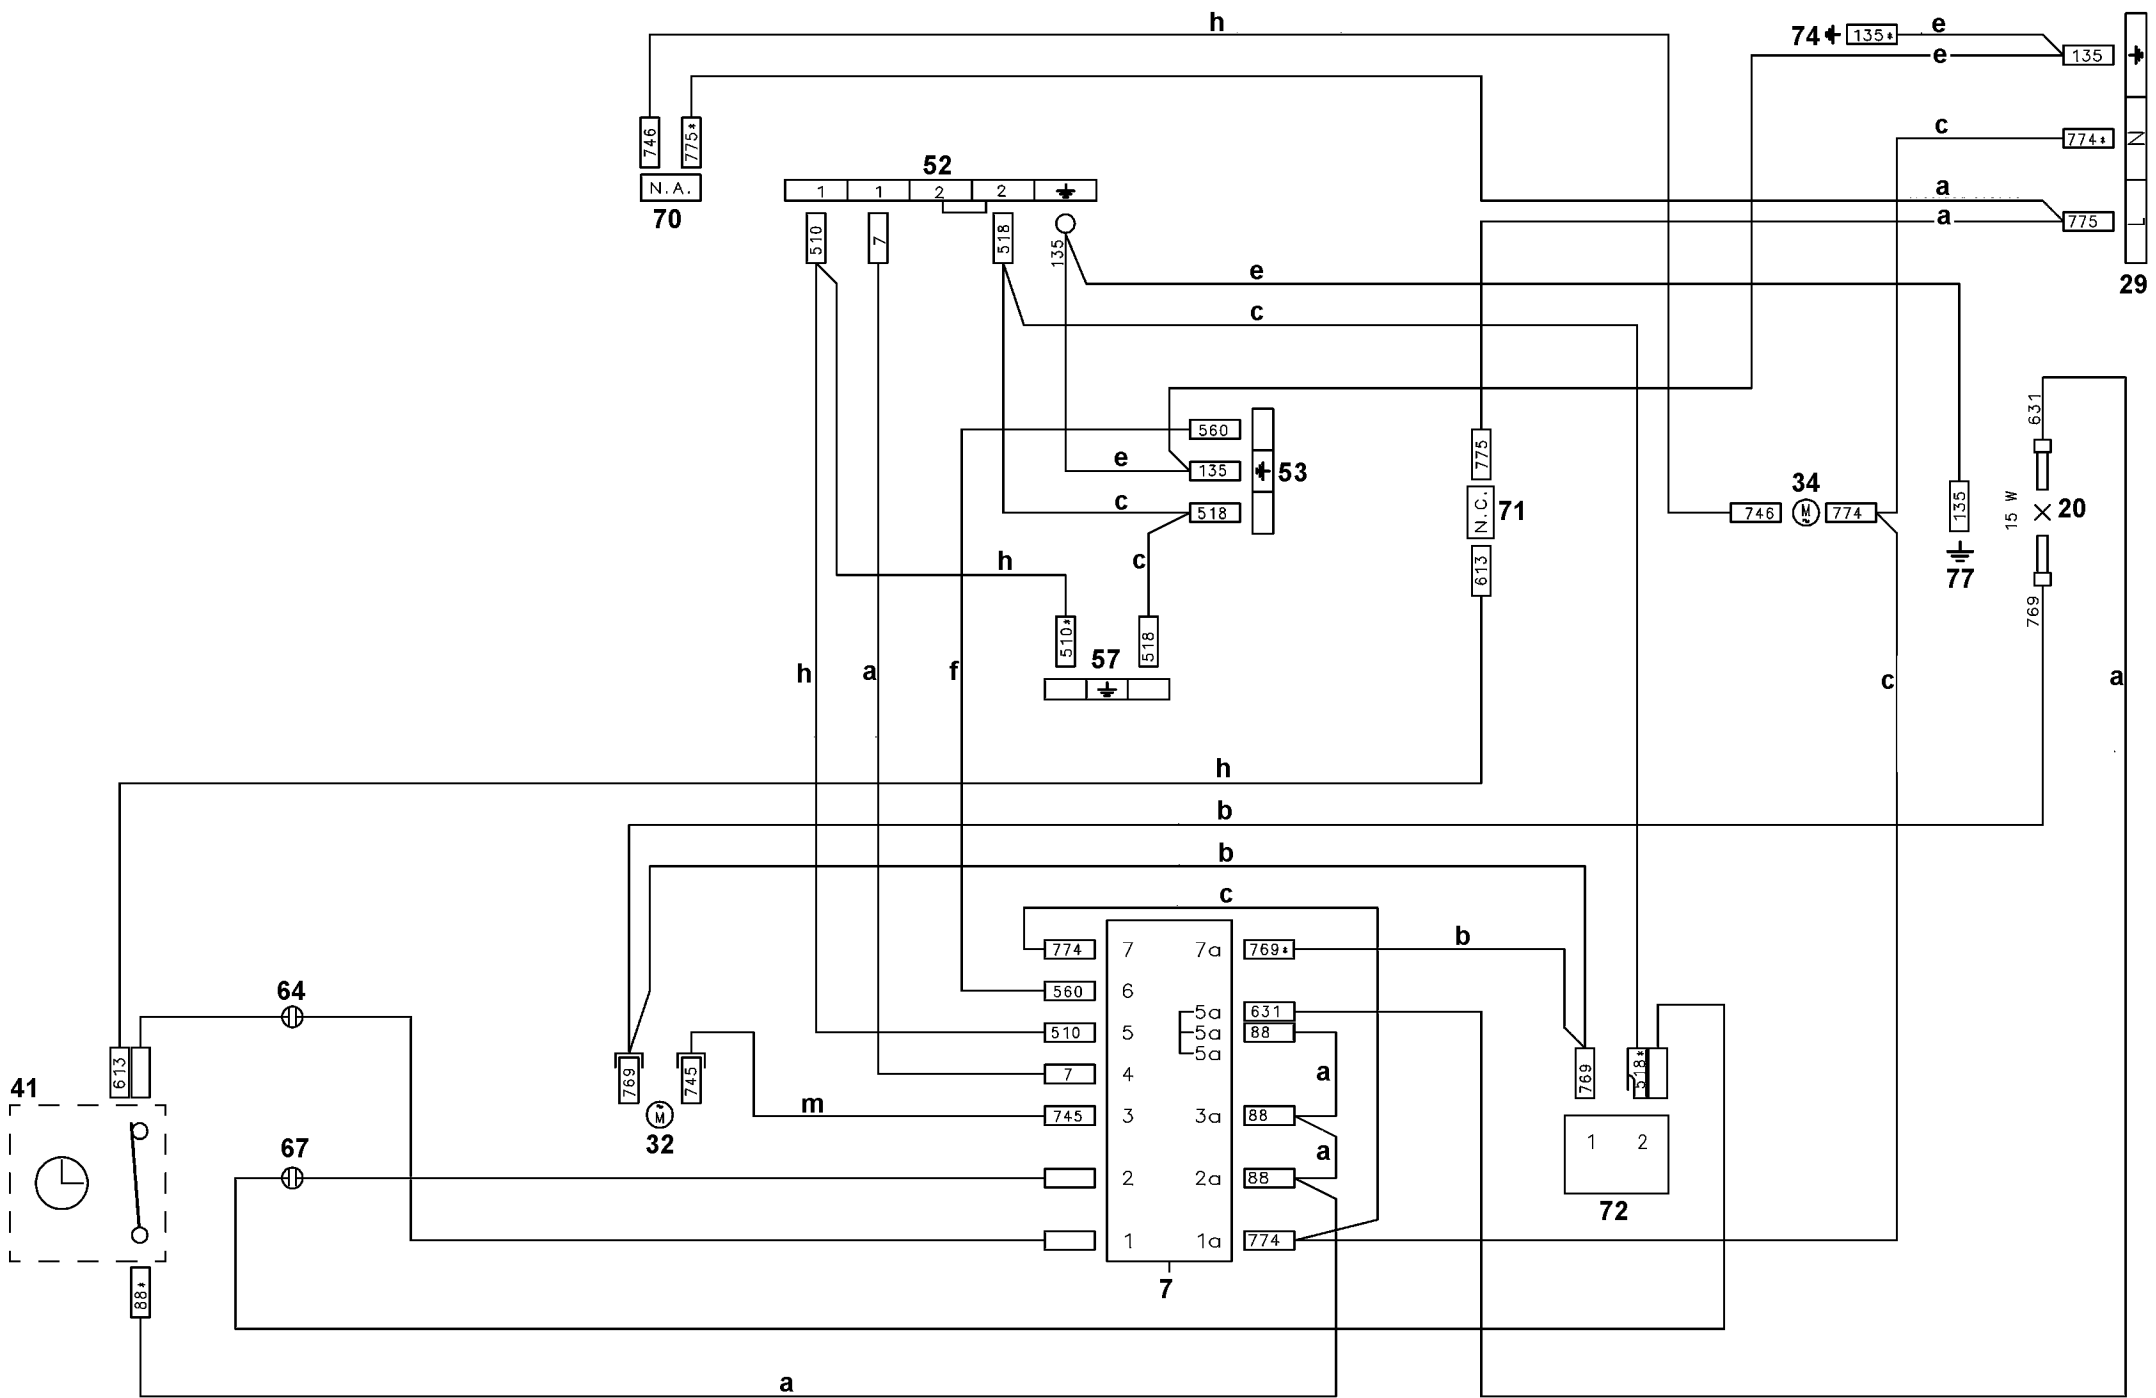 h
74
135*
e
e
135
c
774*
N
a
a
775
L
29
746
775*
N.A.
70
52
1
1
2
2
510
7
518
135
e
c
560
e
135
53
c
518
775
N.C.
71
613
746
34
M
~
774
135
77
631
15 W
20
769
h
c
510*
57
518
h
a
f
c
a
h
b
b
c
774
7
7a
769*
b
560
6
5a
631
510
5
5a
88
5a
7
4
a
745
3
3a
88
a
2
2a
88
1
1a
774
7
64
67
41
613
88*
769
745
~
M
32
m
769
518*
1
2
72
a